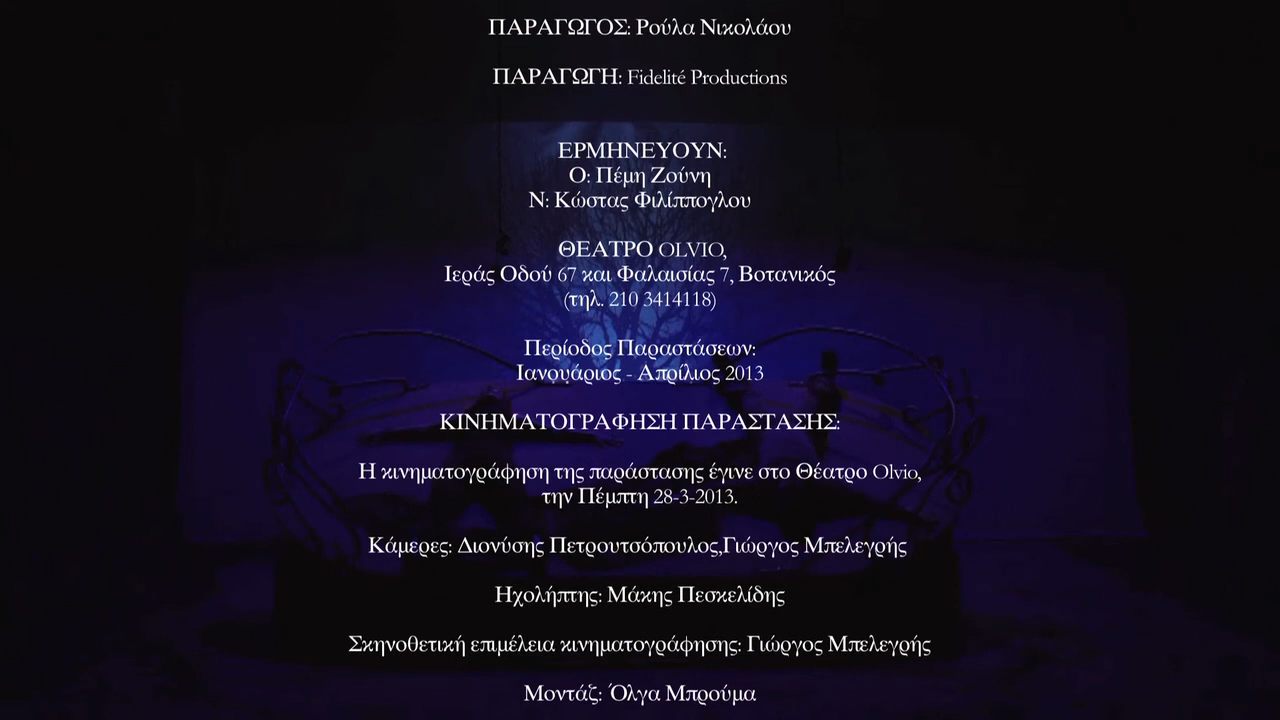 ΠΑΡΑΓΩΓΟΣ: Ρούλα Νικολάου
ΠΑΡΑΓΩΓΗ: Fidelité Productions
ΕΡΜΗΝΕΥΟΥΝ:
Ο: Πέμη Ζούνη
Ν: Κώστας Φιλίππογλου
ΘΕΑΤΡΟ OLVIO,
Ιεράς Οδού 67 και Φαλαισίας 7, Βοτανικός
(τηλ. 210 3414118)
Περίοδος Παραστάσεων:
Ιανουάριος - Απρίλιος 2013
ΚΙΝΗΜΑΤΟΓΡΑΦΗΣΗ ΠΑΡΑΣΤΑΣΗΣ:
Η κινηματογράφηση της παράστασης έγινε στο Θέατρο Olvio,
την Πέμπτη 28-3-2013.
Κάμερες: Διονύσης Πετρουτσόπουλος,Γιώργος Μπελεγρής
Ηχολήπτης: Μάκης Πεσκελίδης
Σκηνοθετική επιμέλεια κινηματογράφησης: Γιώργος Μπελεγρής
Μοντάζ: Όλγα Μπρούμα